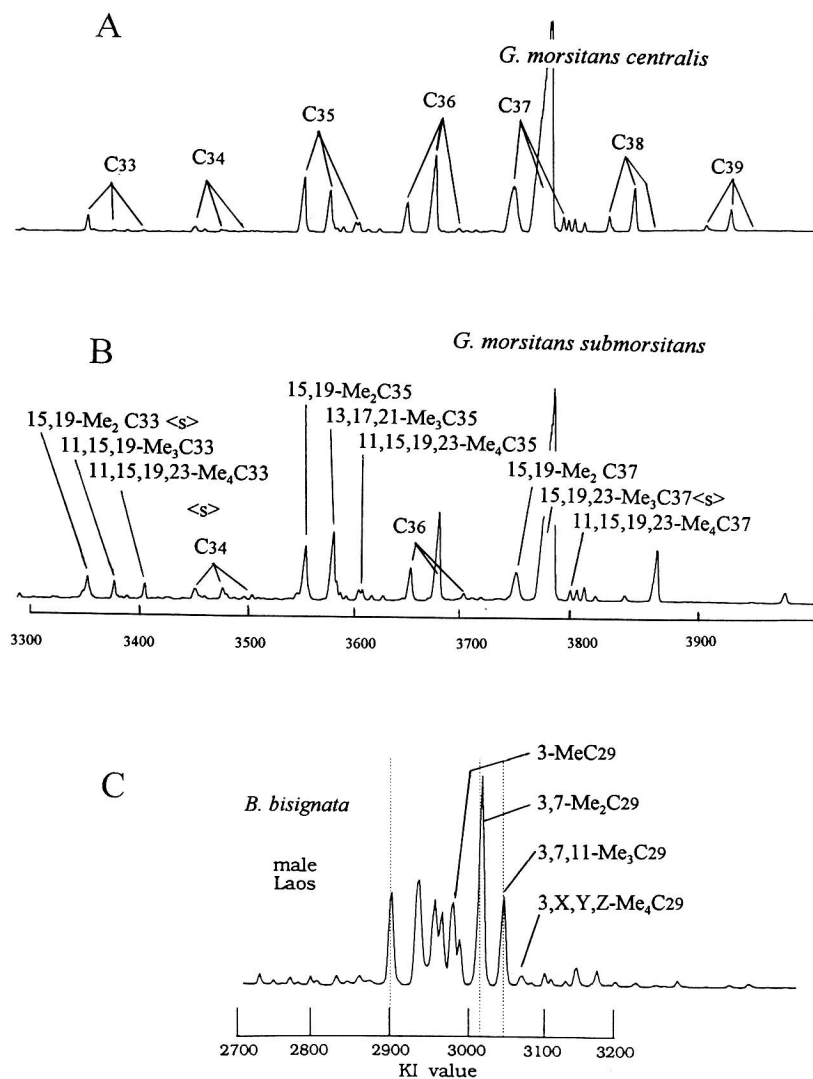 A
G. morsitans centralis
C33
C34
C35
C36
C37
C38
C39
B
G. morsitans submorsitans
15,19-Me2 C33 <s>
11,15,19-Me3C33
11,15,19,23-Me4C33
<s>
C34
15,19-Me2C35
13,17,21-Me3C35
11,15,19,23-Me4C35
C36
15,19-Me2 C37
15,19,23-Me3C37<s>
11,15,19,23-Me4C37
3300 3400 3500 3600 3700 3800 3900
C
B. bisignata
male
Laos
3-MeC29
3,7-Me2C29
3,7,11-Me3C29
3,X,Y,Z-Me4C29
2700 2800 2900 3000 3100 3200
KI value